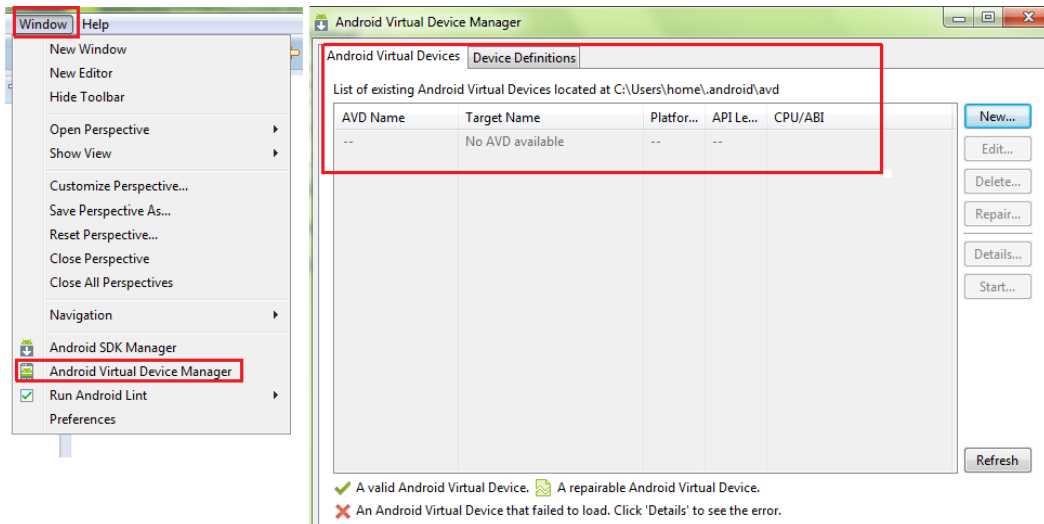 Window Help
New Window
New Editor
Hide Toolbar
Open Perspective
Show View
Customize Perspective...
Save Perspective As...
Reset Perspective...
Close Perspective
Close All Perspectives
Navigation
Android SDK Manager
Android Virtual Device Manager
Run Android Lint
Preferences
Android Virtual Device Manager
Android Virtual Devices Device Definitions
List of existing Android Virtual Devices located at C:\Users\home\.android\avd
AVD Name Target Name Platfor... API Le... CPU/ABI
-- No AVD available -- --
New...
Edit...
Delete...
Repair...
Details...
Start...
Refresh
A valid Android Virtual Device. A repairable Android Virtual Device.
An Android Virtual Device that failed to load. Click 'Details' to see the error.